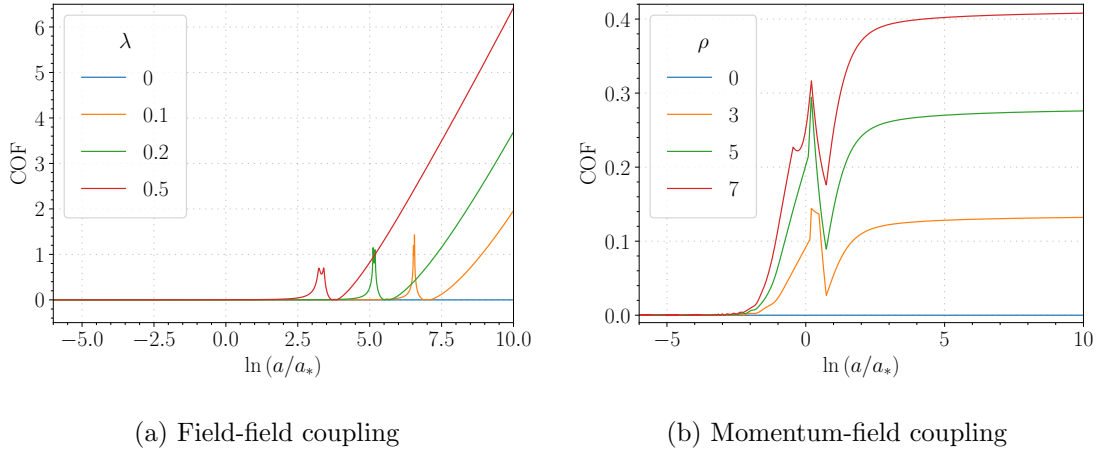 6
5
4
3
2
1
0
COF
λ
0
0.1
0.2
0.5
−5.0 −2.5 0.0 2.5 5.0 7.5 10.0
ln (a/a*)
(a) Field-field coupling
0.4
0.3
0.2
0.1
0.0
COF
ρ
0
3
5
7
−5 0 5 10
ln (a/a*)
(b) Momentum-field coupling